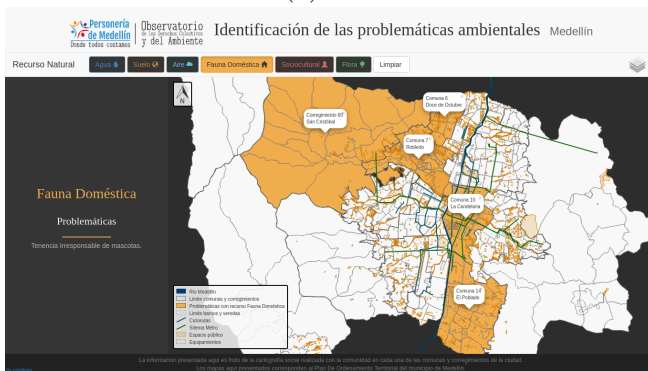 Personería
de Medellín
Donde todos contamos
Observatorio
de los Derechos Colectivos
y del Ambiente
Identificación de las problemáticas ambientales Medellín
Recurso Natural Agua Suelo Aire Fauna Doméstica Sociocultural Flora Limpiar
N
Comuna 6
Doce de Octubre
Corregimiento 60
San Cristóbal
Comuna 7
Robledo
Comuna 10
La Candelaria
Comuna 14
El Poblado
Fauna Doméstica
Problemáticas
Tenencia irresponsable de mascotas.
Río Medellín
Límite comunas y corregimientos
Problemáticas con recurso Fauna Doméstica
Límite barrios y veredas
Ciclorutas
Sitema Metro
Espacio público
Equipamientos
La información presentada aquí es fruto de la cartografía social realizada con la comunidad en cada una de las comunas y corregimientos de la ciudad.
Los mapas aquí presentados corresponden al Plan De Ordenamiento Territorial del municipio de Medellín.